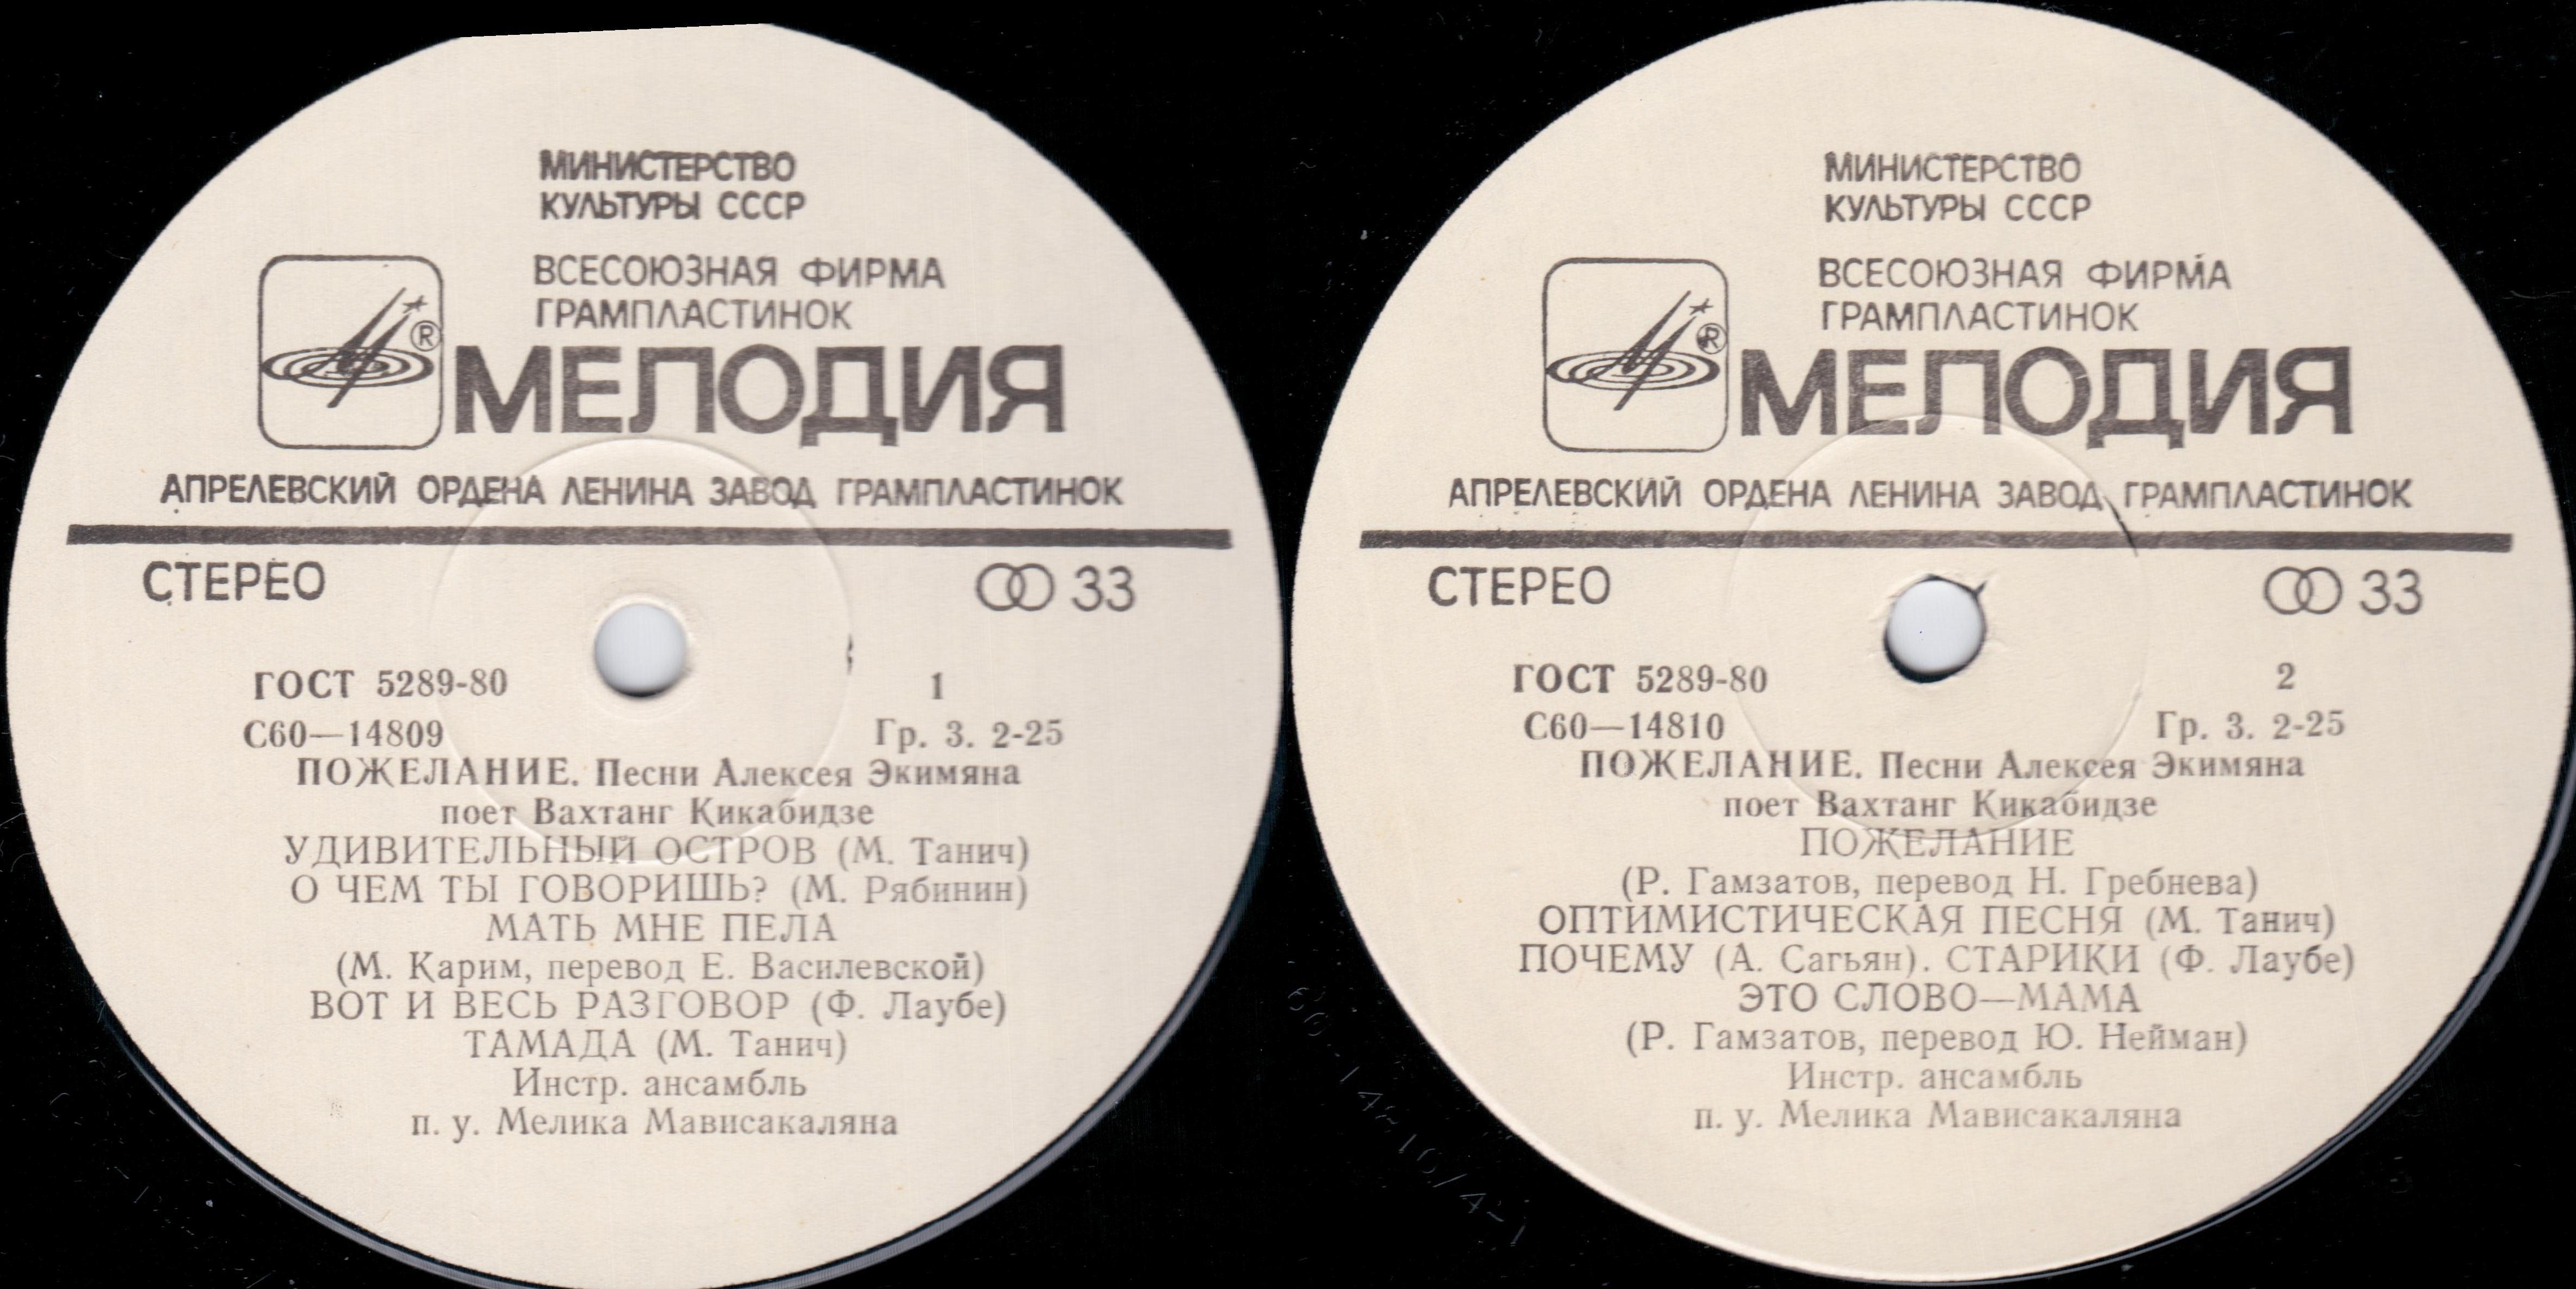 МИНИСТЕРСТВО
КУЛЬТУРЫ СССР
ВСЕСОЮЗНАЯ ФИРМА
ГРАМПЛАСТИНОК
®
МЕЛОДИЯ
АПРЕЛЕВСКИЙ ОРДЕНА ЛЕНИНА ЗАВОД ГРАМПЛАСТИНОК
СТЕРЕО
33
ГОСТ 5289-80
1
С60—14809
Гр. 3. 2-25
ПОЖЕЛАНИЕ. Песни Алексея Экимяна
поет Вахтанг Кикабидзе
УДИВИТЕЛЬНЫЙ ОСТРОВ (М. Танич)
О ЧЕМ ТЫ ГОВОРИШЬ? (М. Рябинин)
МАТЬ МНЕ ПЕЛА
(М. Карим, перевод Е. Василевской)
ВОТ И ВЕСЬ РАЗГОВОР (Ф. Лаубе)
ТАМАДА (М. Танич)
Инстр. ансамбль
п. у. Мелика Мависакаляна
МИНИСТЕРСТВО
КУЛЬТУРЫ СССР
ВСЕСОЮЗНАЯ ФИРМА
ГРАМПЛАСТИНОК
®
МЕЛОДИЯ
АПРЕЛЕВСКИЙ ОРДЕНА ЛЕНИНА ЗАВОД ГРАМПЛАСТИНОК
СТЕРЕО
33
ГОСТ 5289-80
2
С60—14810
Гр. 3. 2-25
ПОЖЕЛАНИЕ. Песни Алексея Экимяна
поет Вахтанг Кикабидзе
ПОЖЕЛАНИЕ
(Р. Гамзатов, перевод Н. Гребнева)
ОПТИМИСТИЧЕСКАЯ ПЕСНЯ (М. Танич)
ПОЧЕМУ (А. Сагьян). СТАРИКИ (Ф. Лаубе)
ЭТО СЛОВО—МАМА
(Р. Гамзатов, перевод Ю. Нейман)
Инстр. ансамбль
п. у. Мелика Мависакаляна